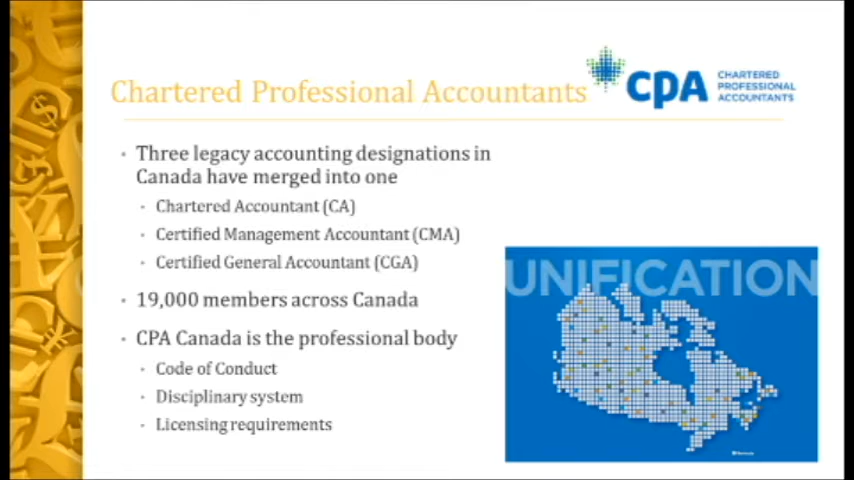 Chartered Professional Accountants
CPA
CHARTERED
PROFESSIONAL
ACCOUNTANTS
· Three legacy accounting designations in
Canada have merged into one
· Chartered Accountant (CA)
· Certified Management Accountant (CMA)
· Certified General Accountant (CGA)
· 19,000 members across Canada
· CPA Canada is the professional body
· Code of Conduct
· Disciplinary system
· Licensing requirements
UNIFICATION